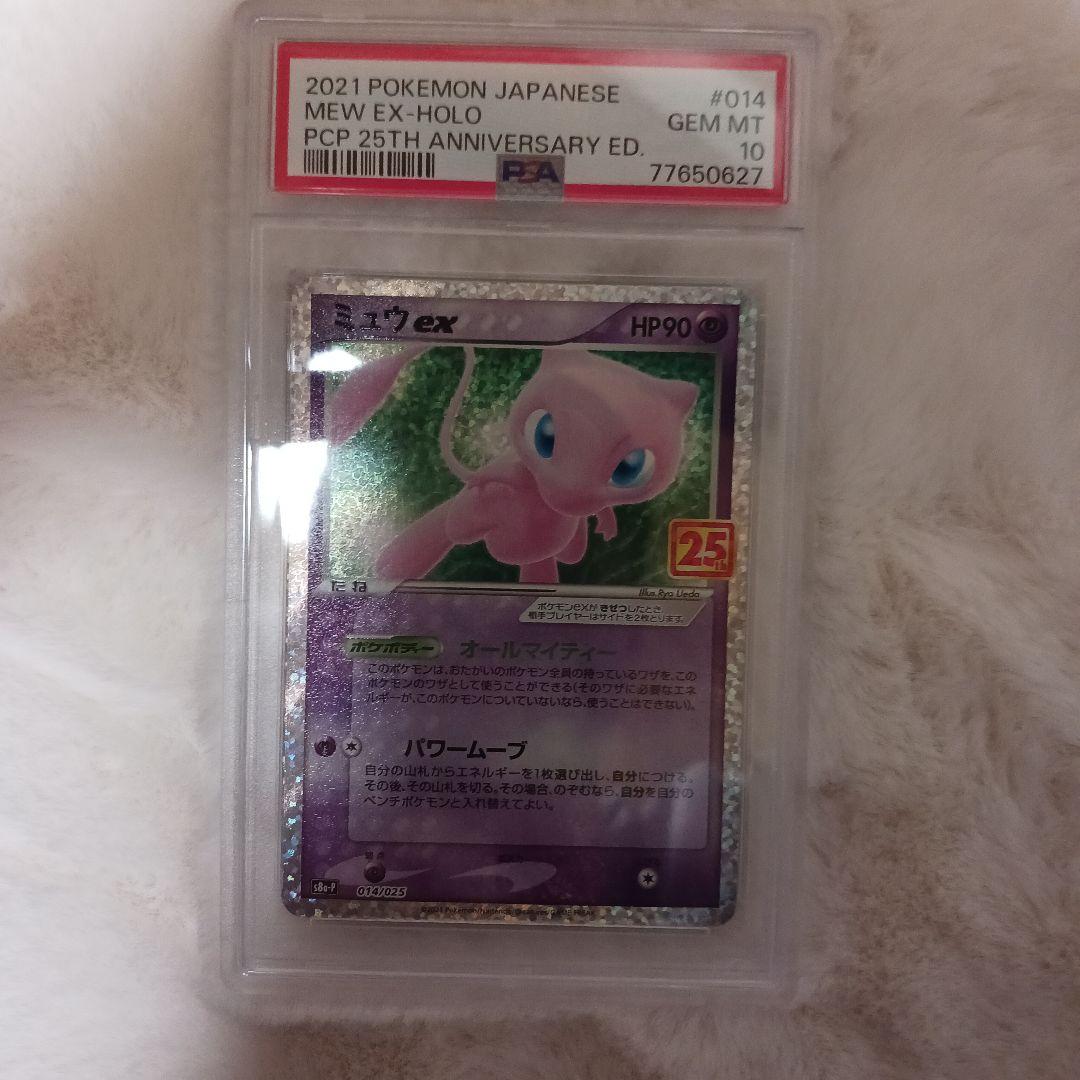 2021 POKEMON JAPANESE #014
MEW EX-HOLO GEM MT
PCP 25TH ANNIVERSARY ED. 10
PSA 77650627
ミュウex HP90
25th
たね Illus. Ryo Ueda
ポケモンexがきぜつしたとき
相手プレイヤーはサイドを2枚とります。
ポケボディー オールマイティー
このポケモンは、おたがいのポケモン全員の持っているワザを、この
ポケモンのワザとして使うことができる(そのワザに必要なエネ
ルギーが、このポケモンについていないなら、使うことはできない)。
パワームーブ
自分の山札からエネルギーを1枚選び出し、自分につける。
その後、その山札を切る。その場合、のぞむなら、自分を自分の
ベンチポケモンと入れ替えてよい。
弱点
s8a-P 014/025
©2021 Pokémon/Nintendo/Creatures/GAME FREAK